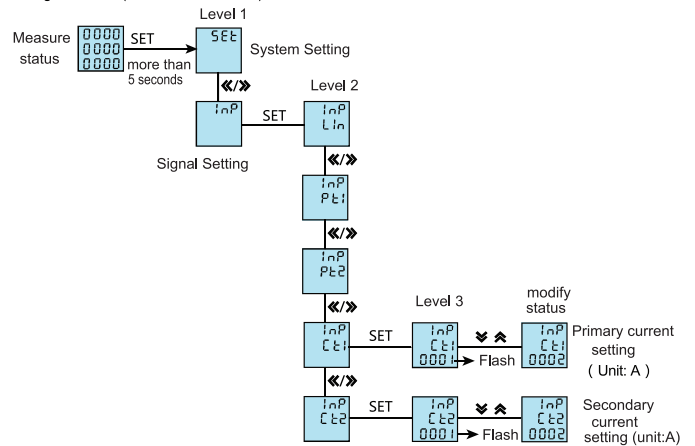 Level 1
Measure status
0000
0000
0000
SET
more than
5 seconds
SEt
System Setting
«/»
Level 2
InP
SET
InP
LIn
Signal Setting
«/»
InP
Pt1
«/»
InP
Pt2
«/»
Level 3
modify
status
InP
Ct1
SET
InP
Ct1
0001
Flash
InP
Ct1
0002
Primary current
setting
( Unit: A )
«/»
InP
Ct2
SET
InP
Ct2
0001
Flash
InP
Ct2
0002
Secondary
current
setting (unit:A)